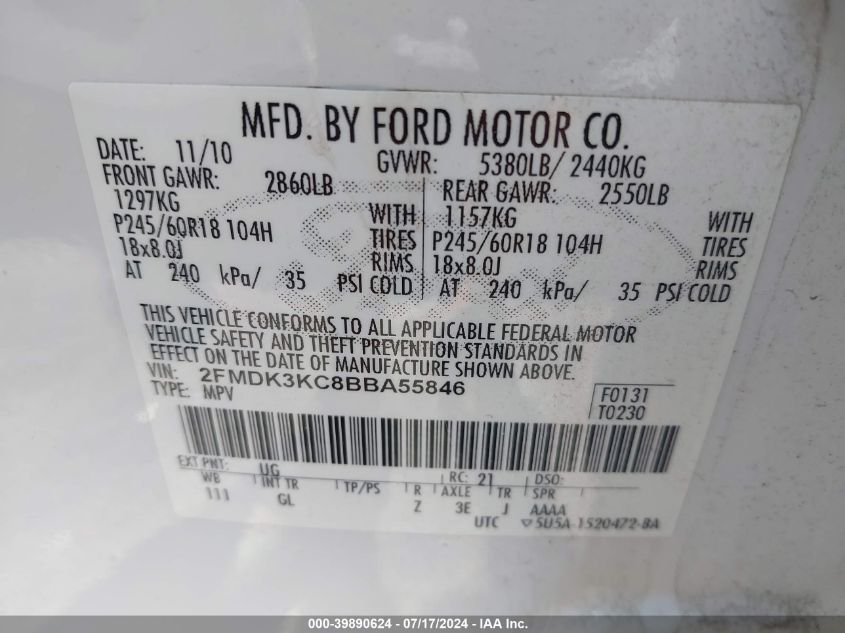 MFD. BY FORD MOTOR CO.
DATE: 11/10 GVWR: 5380LB/ 2440KG
FRONT GAWR: 2860LB REAR GAWR: 2550LB
1297KG WITH 1157KG WITH
P245/60R18 104H TIRES P245/60R18 104H TIRES
18x8.0J RIMS 18x8.0J RIMS
AT 240 kPa/ 35 PSI COLD AT 240 kPa/ 35 PSI COLD
THIS VEHICLE CONFORMS TO ALL APPLICABLE FEDERAL MOTOR
VEHICLE SAFETY AND THEFT PREVENTION STANDARDS IN
EFFECT ON THE DATE OF MANUFACTURE SHOWN ABOVE.
VIN: 2FMDK3KC8BBA55846 F0131
TYPE: MPV T0230
EXT PNT: UG RC: 21 DSO:
WB INT TR TP/PS R AXLE TR SPR
111 GL Z 3E J AAAA
UTC ▽5U5A-1520472-BA
000-39890624 - 07/17/2024 - IAAI Inc.